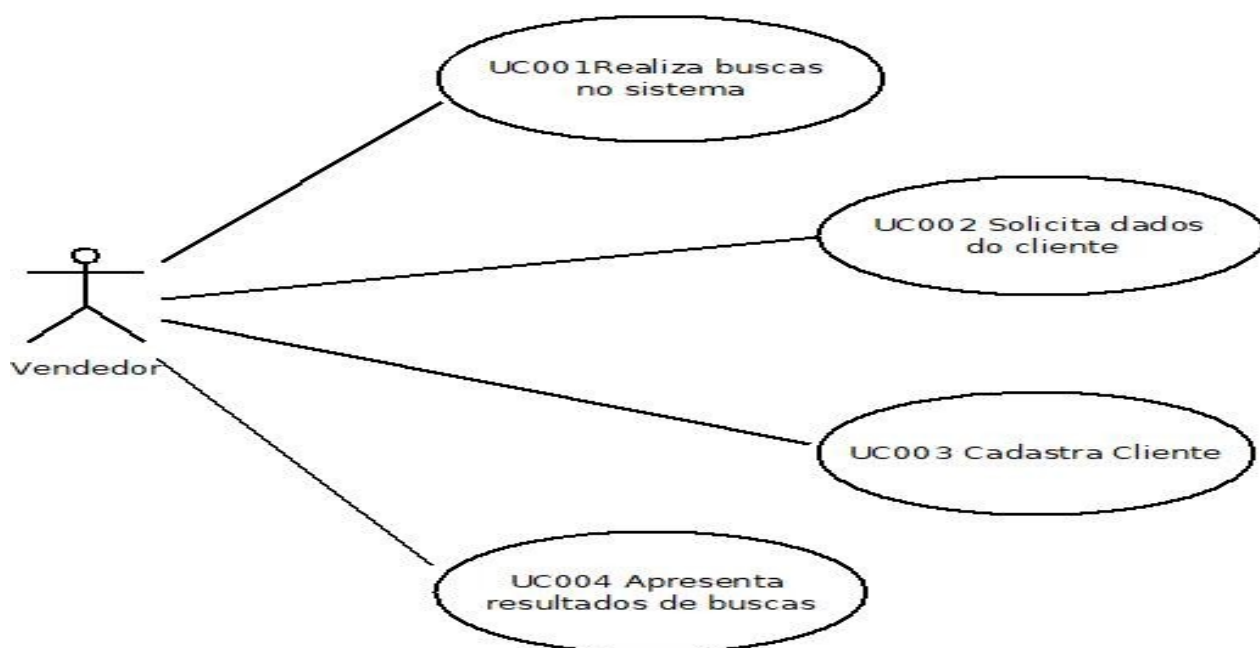 UC001Realiza buscas
no sistema
UC002 Solicita dados
do cliente
Vendedor
UC003 Cadastra Cliente
UC004 Apresenta
resultados de buscas